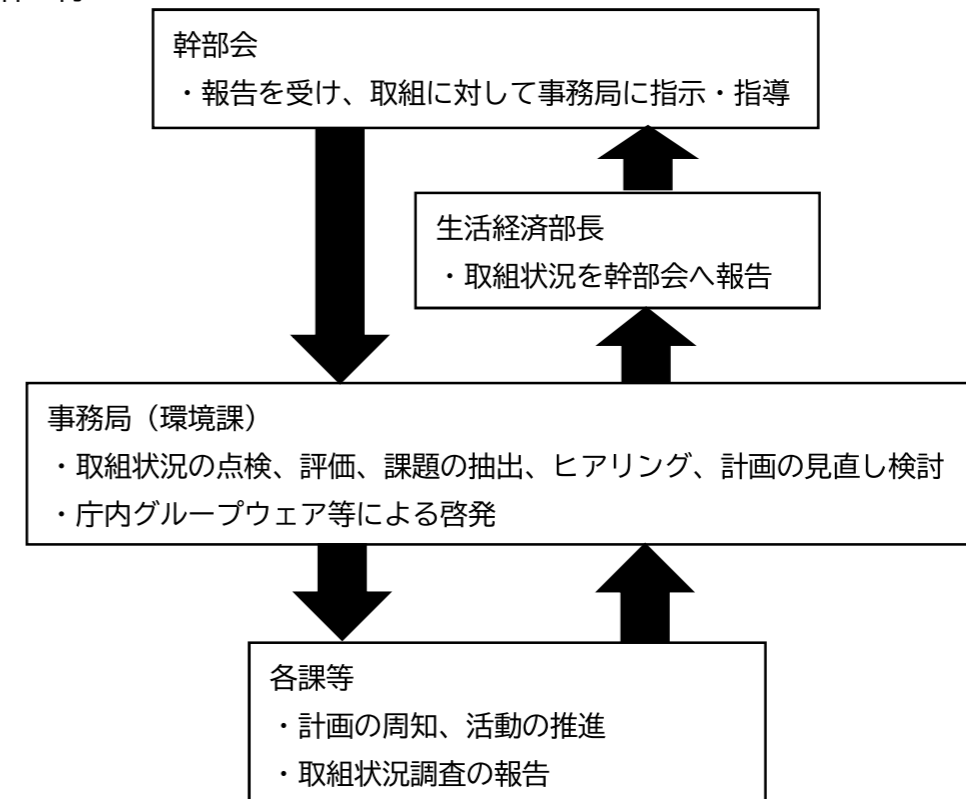 幹部会
・報告を受け、取組に対して事務局に指示・指導
生活経済部長
・取組状況を幹部会へ報告
事務局（環境課）
・取組状況の点検、評価、課題の抽出、ヒアリング、計画の見直し検討
・庁内グループウェア等による啓発
各課等
・計画の周知、活動の推進
・取組状況調査の報告